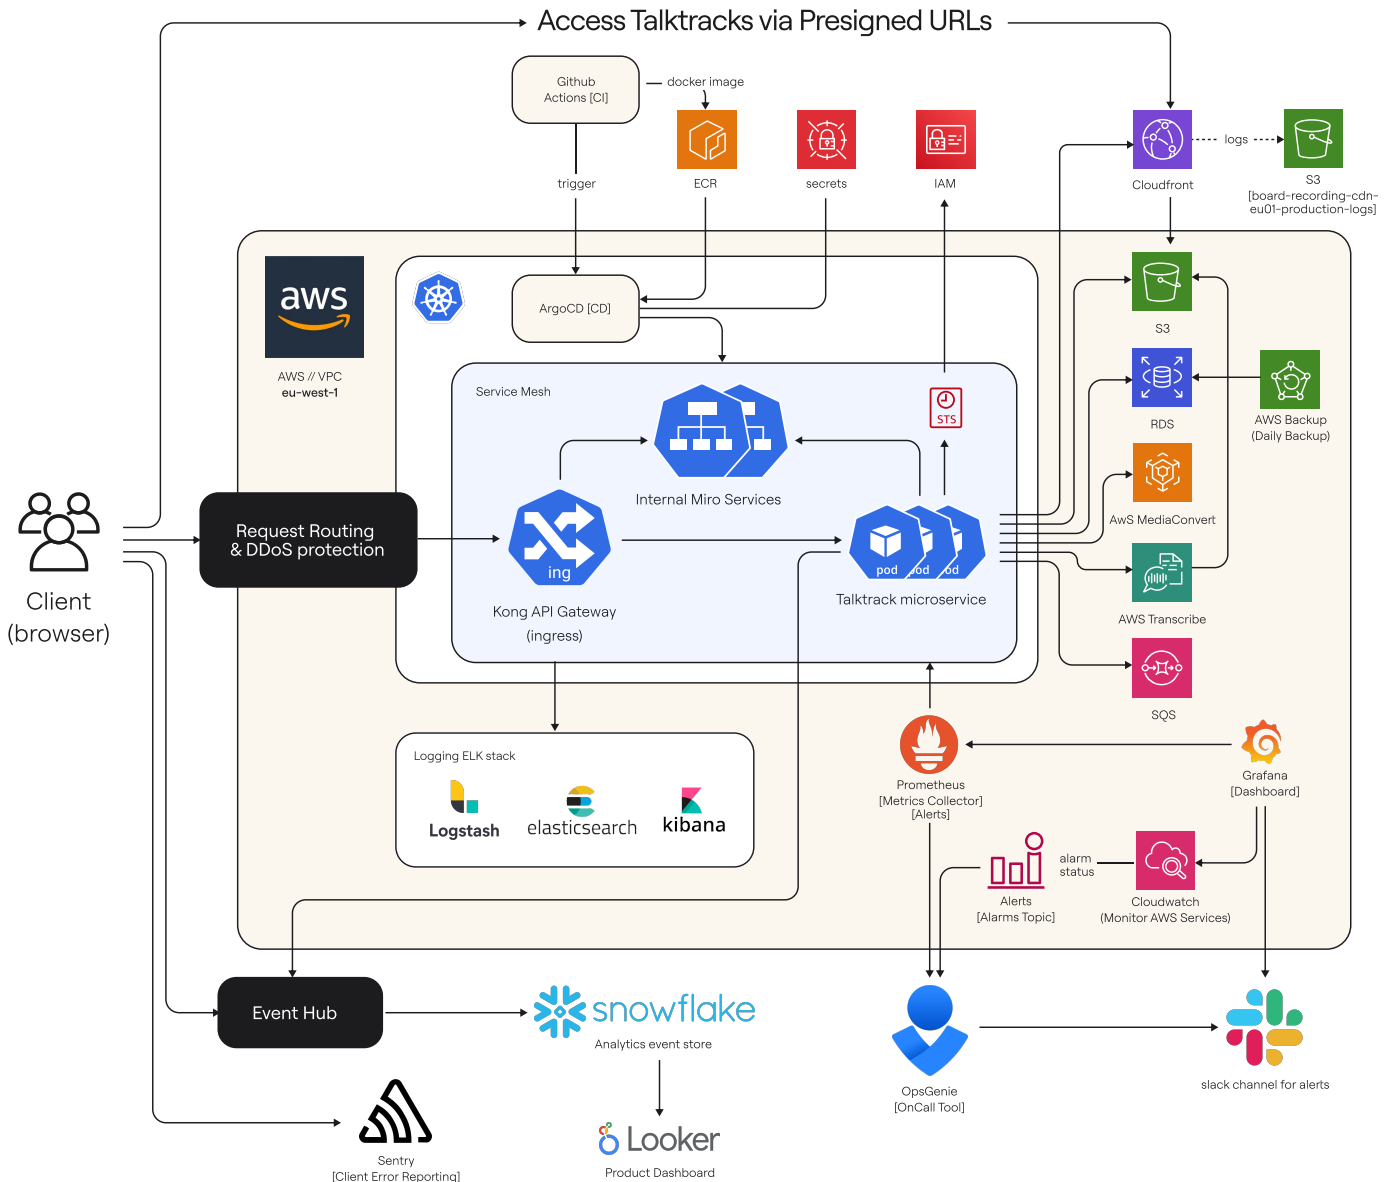 Access Talktracks via Presigned URLs
Github
Actions [CI]
docker image
trigger
ECR
secrets
IAM
Cloudfront
logs
S3
[board-recording-cdn-
eu01-production-logs]
aws
AWS // VPC
eu-west-1
ArgoCD [CD]
Service Mesh
STS
Internal Miro Services
S3
RDS
AWS Backup
(Daily Backup)
AwS MediaConvert
AWS Transcribe
SQS
Client
(browser)
Request Routing
& DDoS protection
ing
Kong API Gateway
(ingress)
pod
pod
od
Talktrack microservice
Logging ELK stack
Logstash
elasticsearch
kibana
Prometheus
[Metrics Collector]
[Alerts]
Grafana
[Dashboard]
alarm
status
Alerts
[Alarms Topic]
Cloudwatch
(Monitor AWS Services)
Event Hub
snowflake
Analytics event store
OpsGenie
[OnCall Tool]
slack channel for alerts
Sentry
[Client Error Reporting]
Looker
Product Dashboard